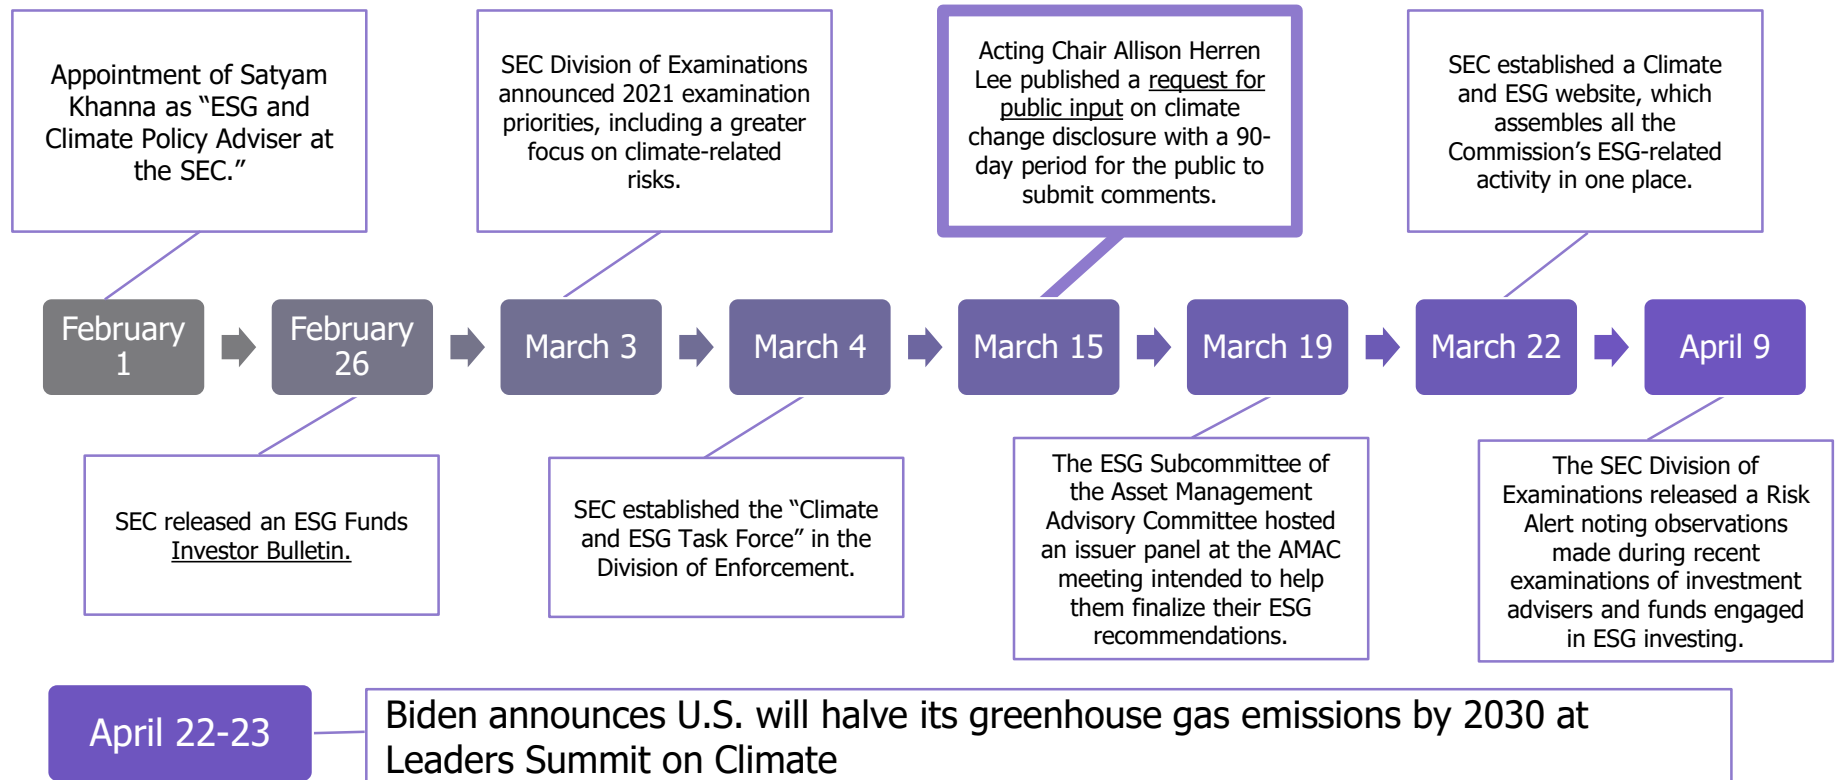 Appointment of Satyam
Khanna as “ESG and
Climate Policy Adviser at
the SEC.”
SEC Division of Examinations
announced 2021 examination
priorities, including a greater
focus on climate-related
risks.
Acting Chair Allison Herren
Lee published a request for
public input on climate
change disclosure with a 90-
day period for the public to
submit comments.
SEC established a Climate
and ESG website, which
assembles all the
Commission’s ESG-related
activity in one place.
February
1
February
26
March 3
March 4
March 15
March 19
March 22
April 9
SEC released an ESG Funds
Investor Bulletin.
SEC established the “Climate
and ESG Task Force” in the
Division of Enforcement.
The ESG Subcommittee of
the Asset Management
Advisory Committee hosted
an issuer panel at the AMAC
meeting intended to help
them finalize their ESG
recommendations.
The SEC Division of
Examinations released a Risk
Alert noting observations
made during recent
examinations of investment
advisers and funds engaged
in ESG investing.
April 22-23
Biden announces U.S. will halve its greenhouse gas emissions by 2030 at
Leaders Summit on Climate